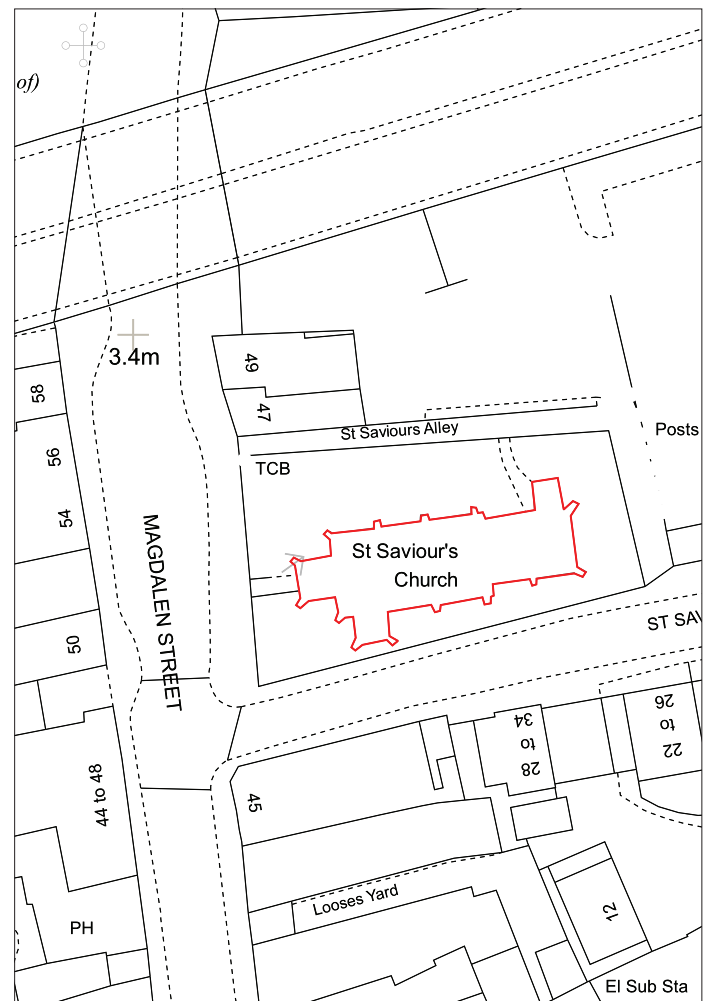 of)
3.4m
49
58
47
St Saviours Alley
Posts
56
TCB
54
St Saviour's
Church
MAGDALEN STREET
50
ST SAV
26
to
22
34
to
28
44 to 48
45
Looses Yard
12
PH
El Sub Sta